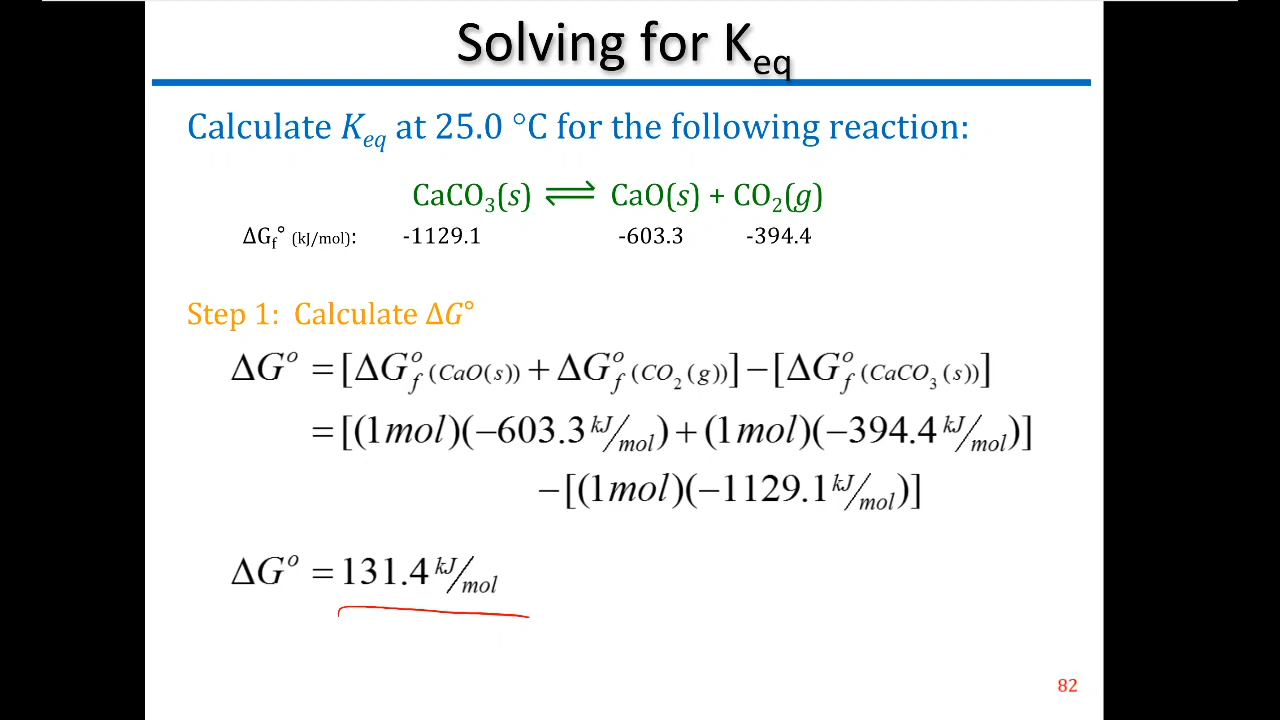 Solving for Keq
Calculate Keq at 25.0 °C for the following reaction:
CaCO3(s) ⇌ CaO(s) + CO2(g)
ΔGf° (kJ/mol): -1129.1 -603.3 -394.4
Step 1: Calculate ΔG°
ΔG° = [ΔG°f (CaO(s)) + ΔG°f (CO2 (g))] − [ΔG°f (CaCO3 (s))]
= [(1mol)(−603.3 kJ/mol) + (1mol)(−394.4 kJ/mol)]
− [(1mol)(−1129.1 kJ/mol)]
ΔG° = 131.4 kJ/mol
82